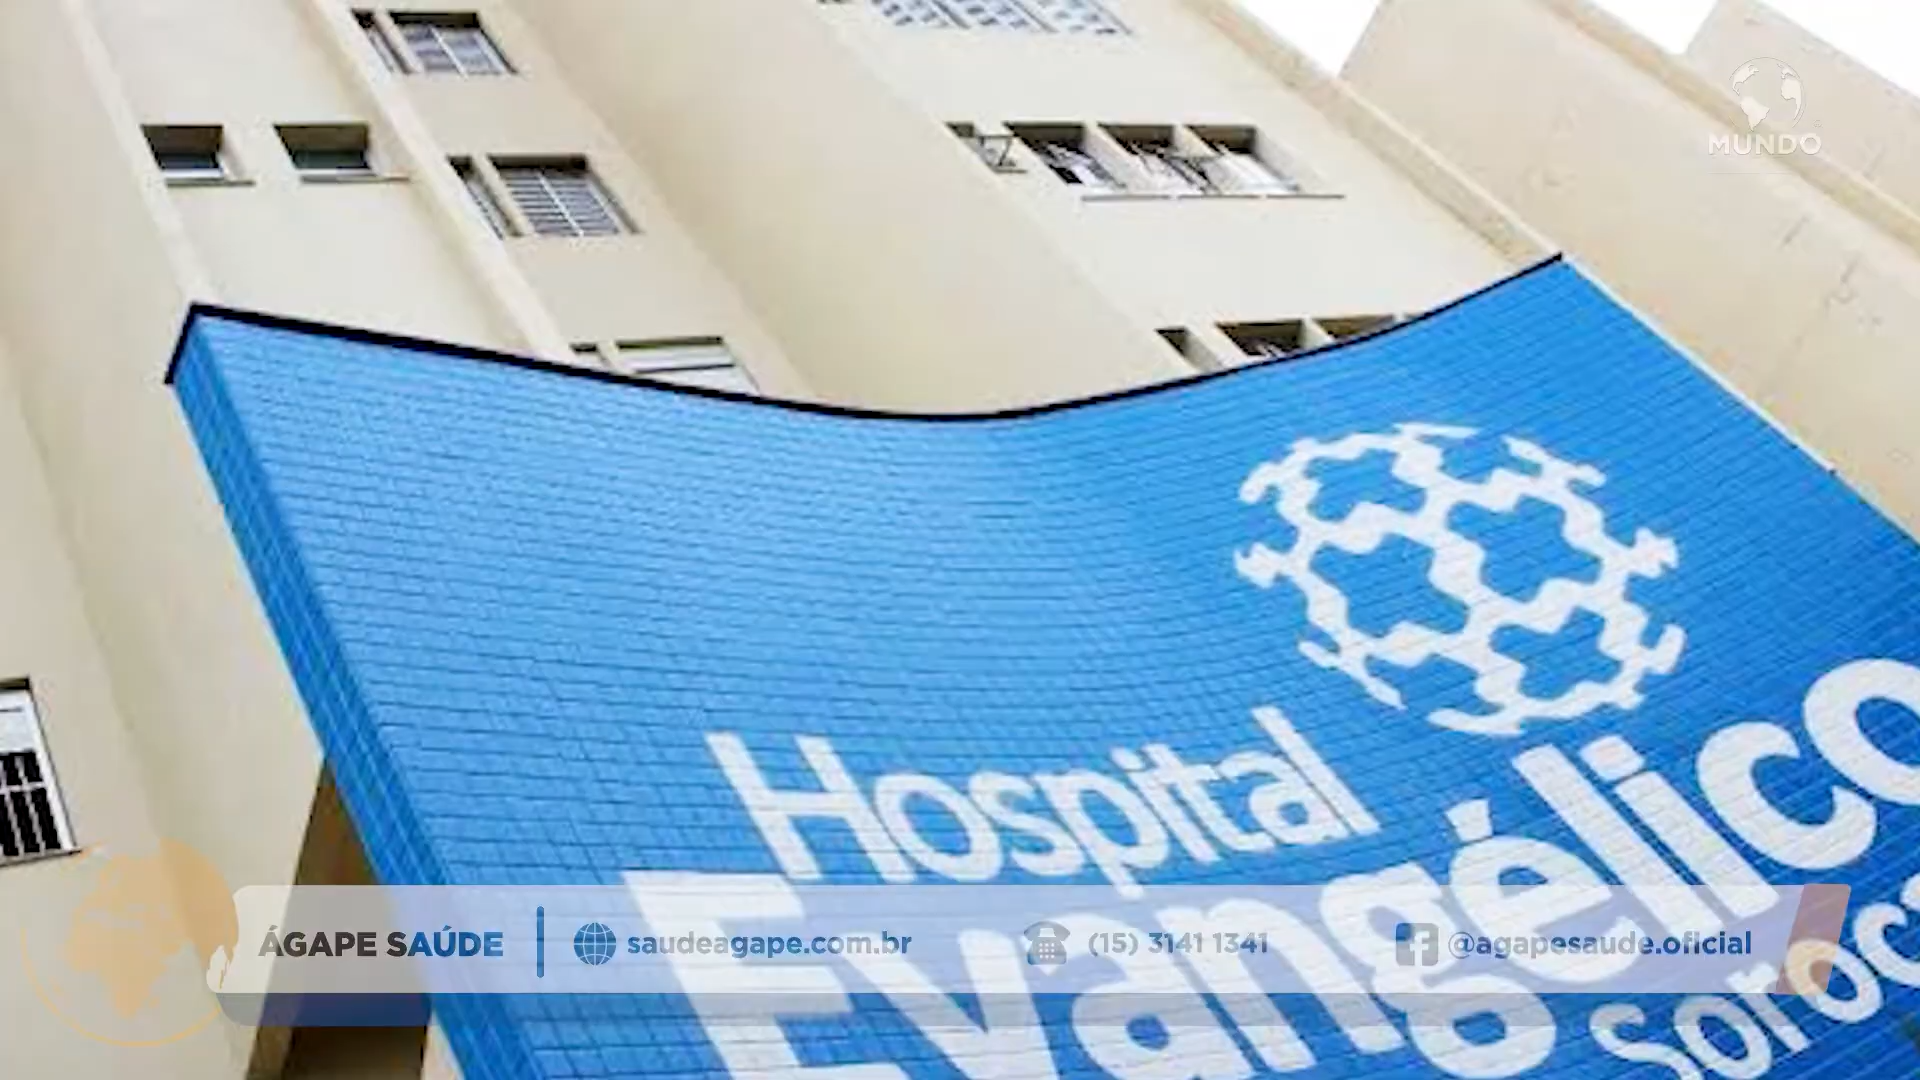 MUNDO
Hospital
Evangélico
ÁGAPE SAÚDE
saudeagape.com.br
(15) 3141 1341
@agapesaude.oficial